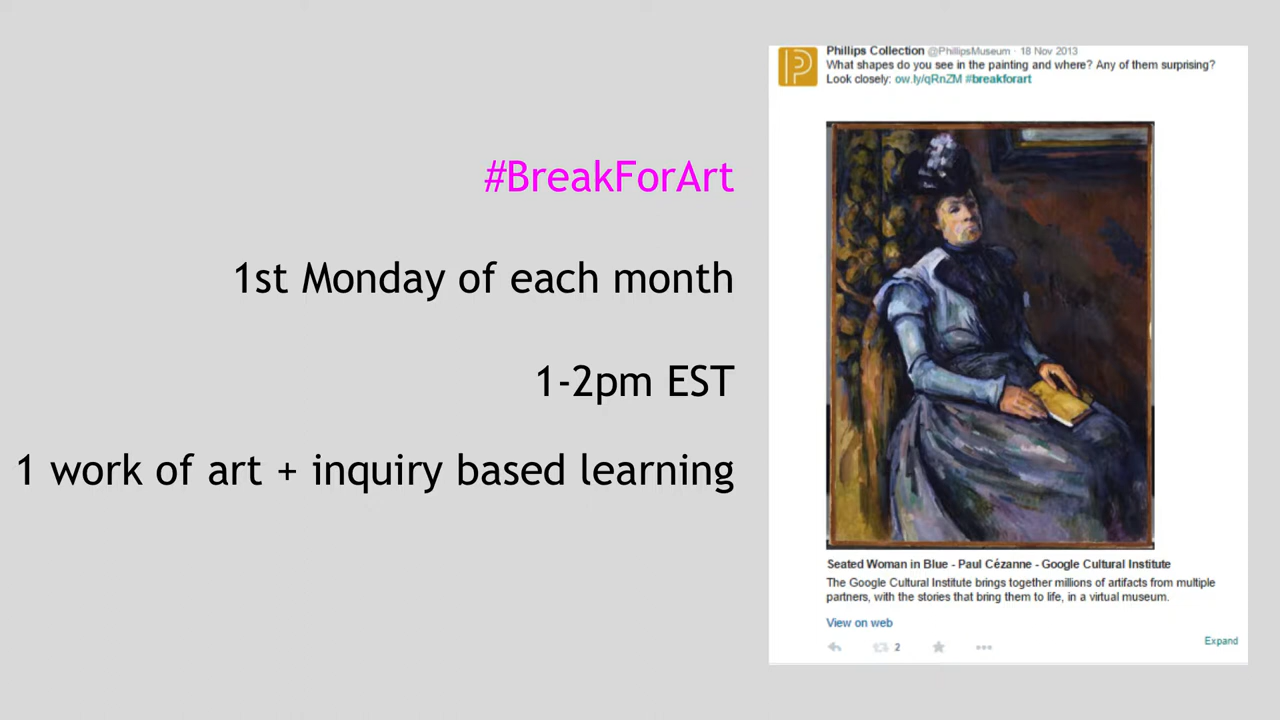 #BreakForArt
1st Monday of each month
1-2pm EST
1 work of art + inquiry based learning
Phillips Collection @PhillipsMuseum · 18 Nov 2013
What shapes do you see in the painting and where? Any of them surprising?
Look closely: ow.ly/qRnZM #breakforart
Seated Woman in Blue - Paul Cézanne - Google Cultural Institute
The Google Cultural Institute brings together millions of artifacts from multiple
partners, with the stories that bring them to life, in a virtual museum.
View on web
2
Expand